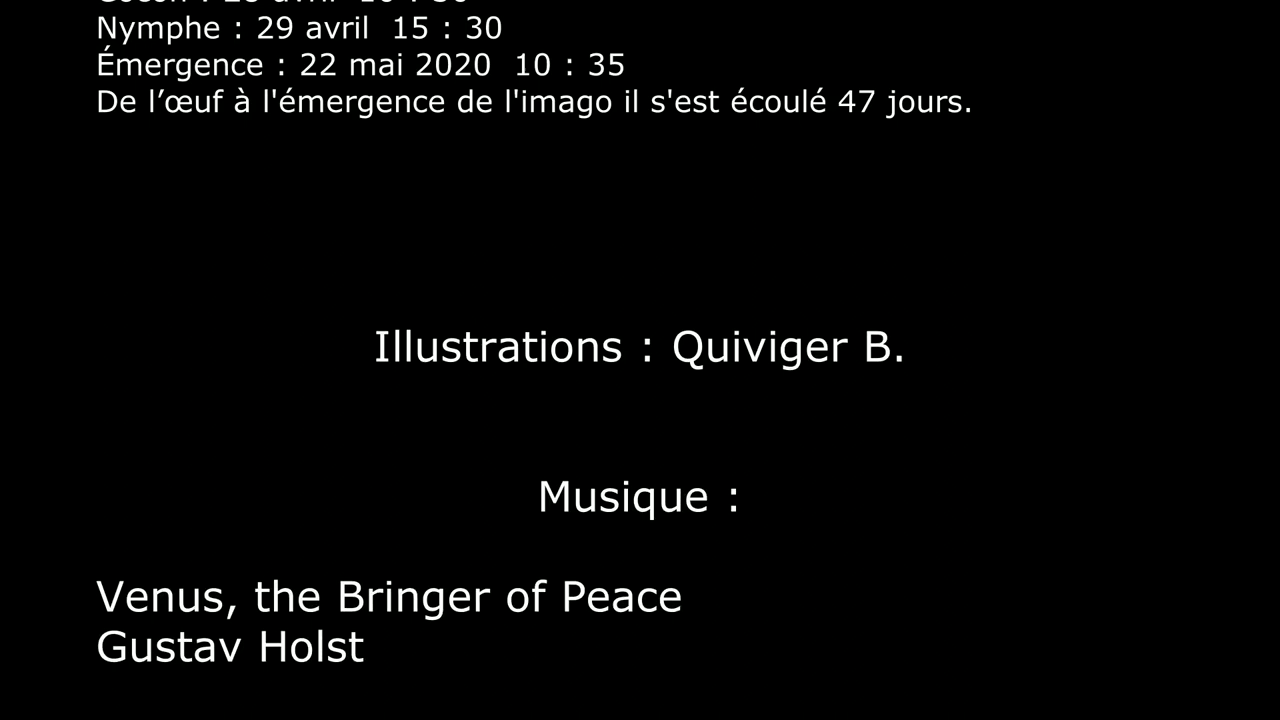 Nymphe : 29 avril  15 : 30
Émergence : 22 mai 2020  10 : 35
De l’œuf à l'émergence de l'imago il s'est écoulé 47 jours.
Illustrations : Quiviger B.
Musique :
Venus, the Bringer of Peace
Gustav Holst